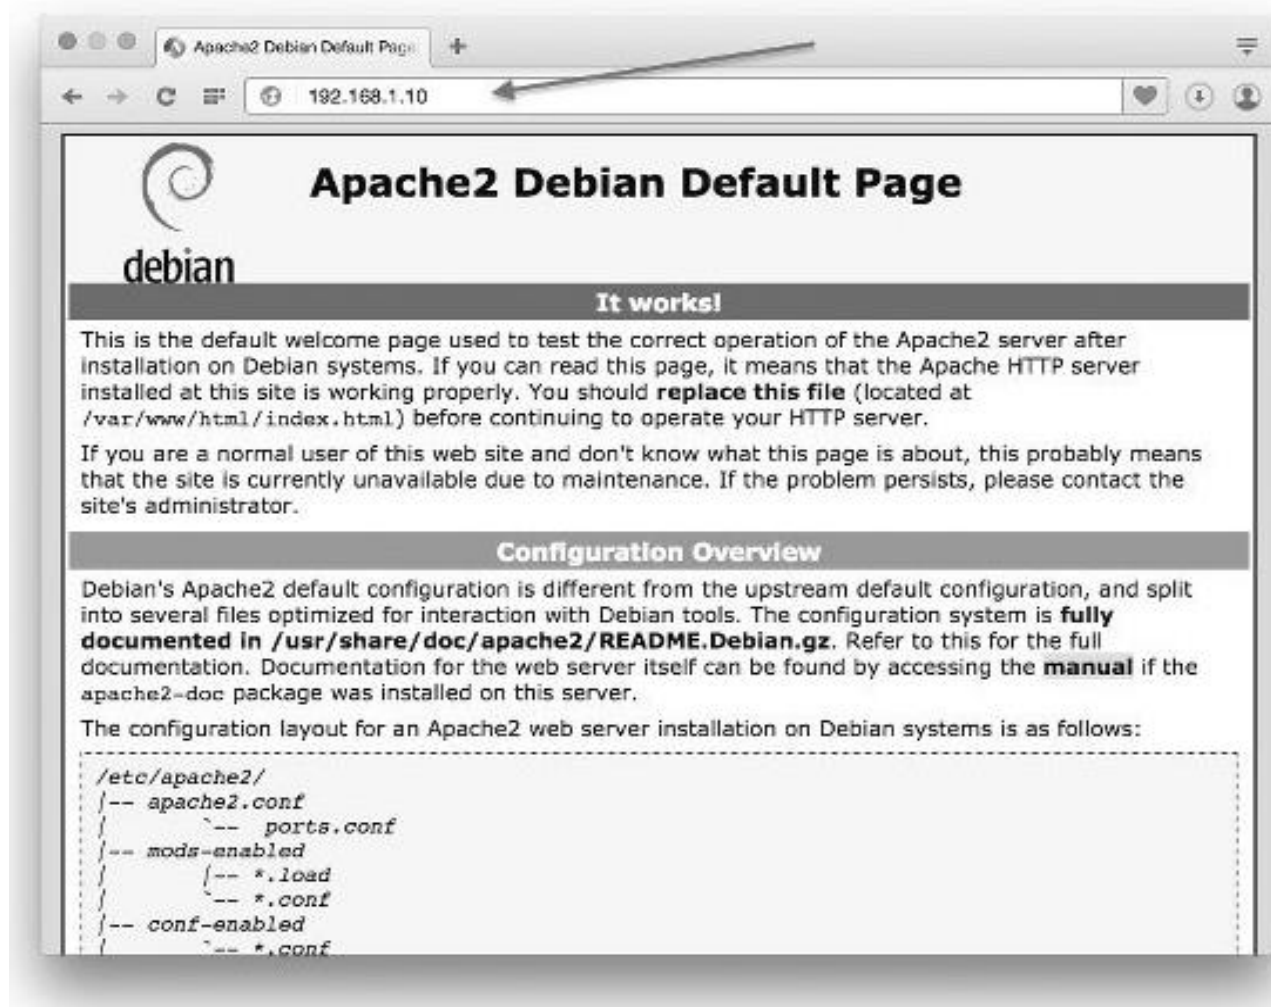 Apache2 Debian Default Page
192.168.1.10
Apache2 Debian Default Page
debian
It works!
This is the default welcome page used to test the correct operation of the Apache2 server after
installation on Debian systems. If you can read this page, it means that the Apache HTTP server
installed at this site is working properly. You should replace this file (located at
/var/www/html/index.html) before continuing to operate your HTTP server.
If you are a normal user of this web site and don't know what this page is about, this probably means
that the site is currently unavailable due to maintenance. If the problem persists, please contact the
site's administrator.
Configuration Overview
Debian's Apache2 default configuration is different from the upstream default configuration, and split
into several files optimized for interaction with Debian tools. The configuration system is fully
documented in /usr/share/doc/apache2/README.Debian.gz. Refer to this for the full
documentation. Documentation for the web server itself can be found by accessing the manual if the
apache2-doc package was installed on this server.
The configuration layout for an Apache2 web server installation on Debian systems is as follows:
/etc/apache2/
|-- apache2.conf
|       `--  ports.conf
|-- mods-enabled
|       |-- *.load
|       `-- *.conf
|-- conf-enabled
|       `-- *.conf